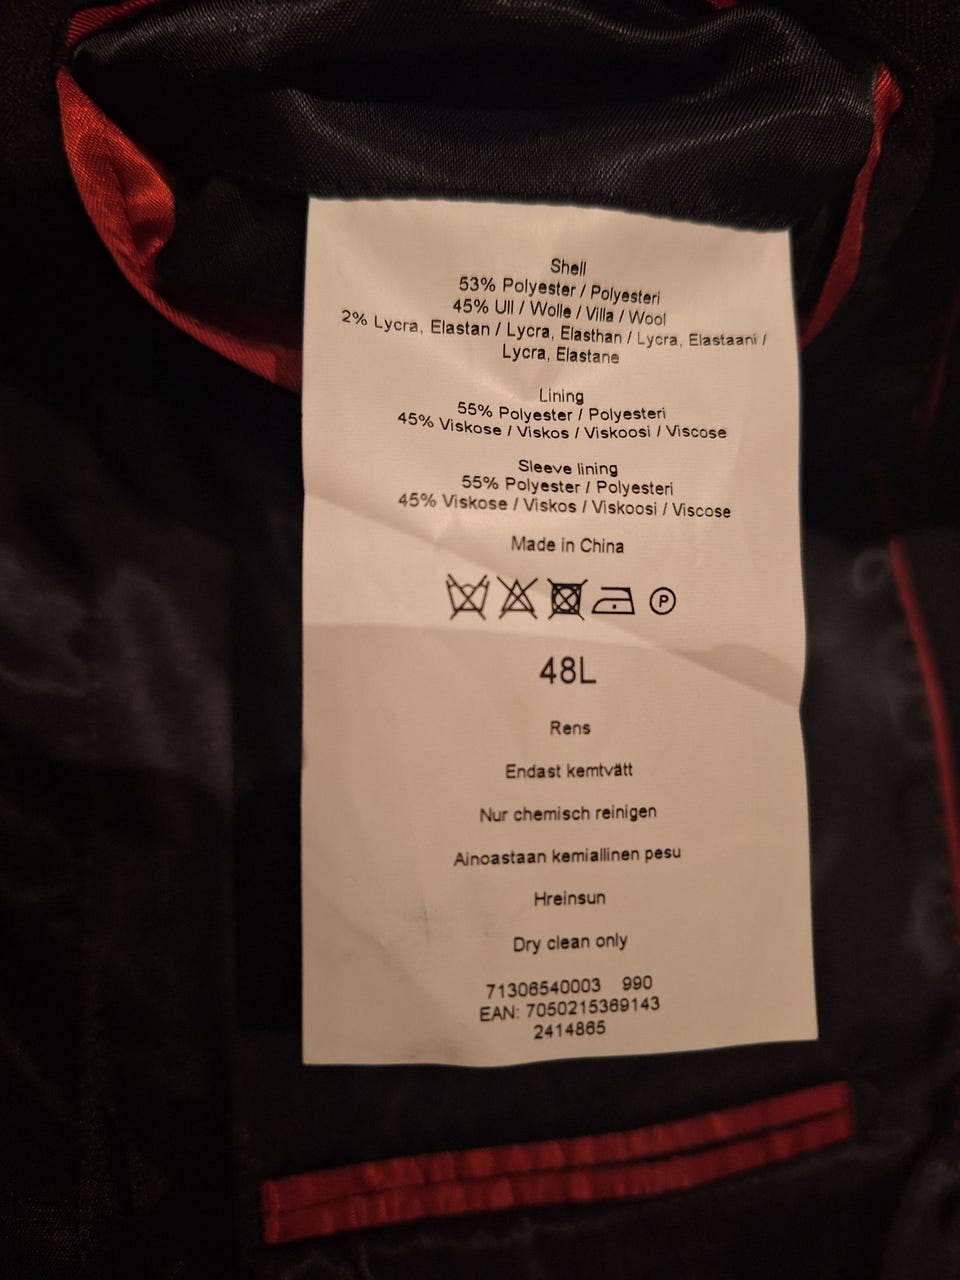 Shell
53% Polyester / Polyesteri
45% Ull / Wolle / Villa / Wool
2% Lycra, Elastan / Lycra, Elasthan / Lycra, Elastaani /
Lycra, Elastane
Lining
55% Polyester / Polyesteri
45% Viskose / Viskos / Viskoosi / Viscose
Sleeve lining
55% Polyester / Polyesteri
45% Viskose / Viskos / Viskoosi / Viscose
Made in China
P
48L
Rens
Endast kemtvätt
Nur chemisch reinigen
Ainoastaan kemiallinen pesu
Hreinsun
Dry clean only
71306540003 990
EAN: 7050215369143
2414865